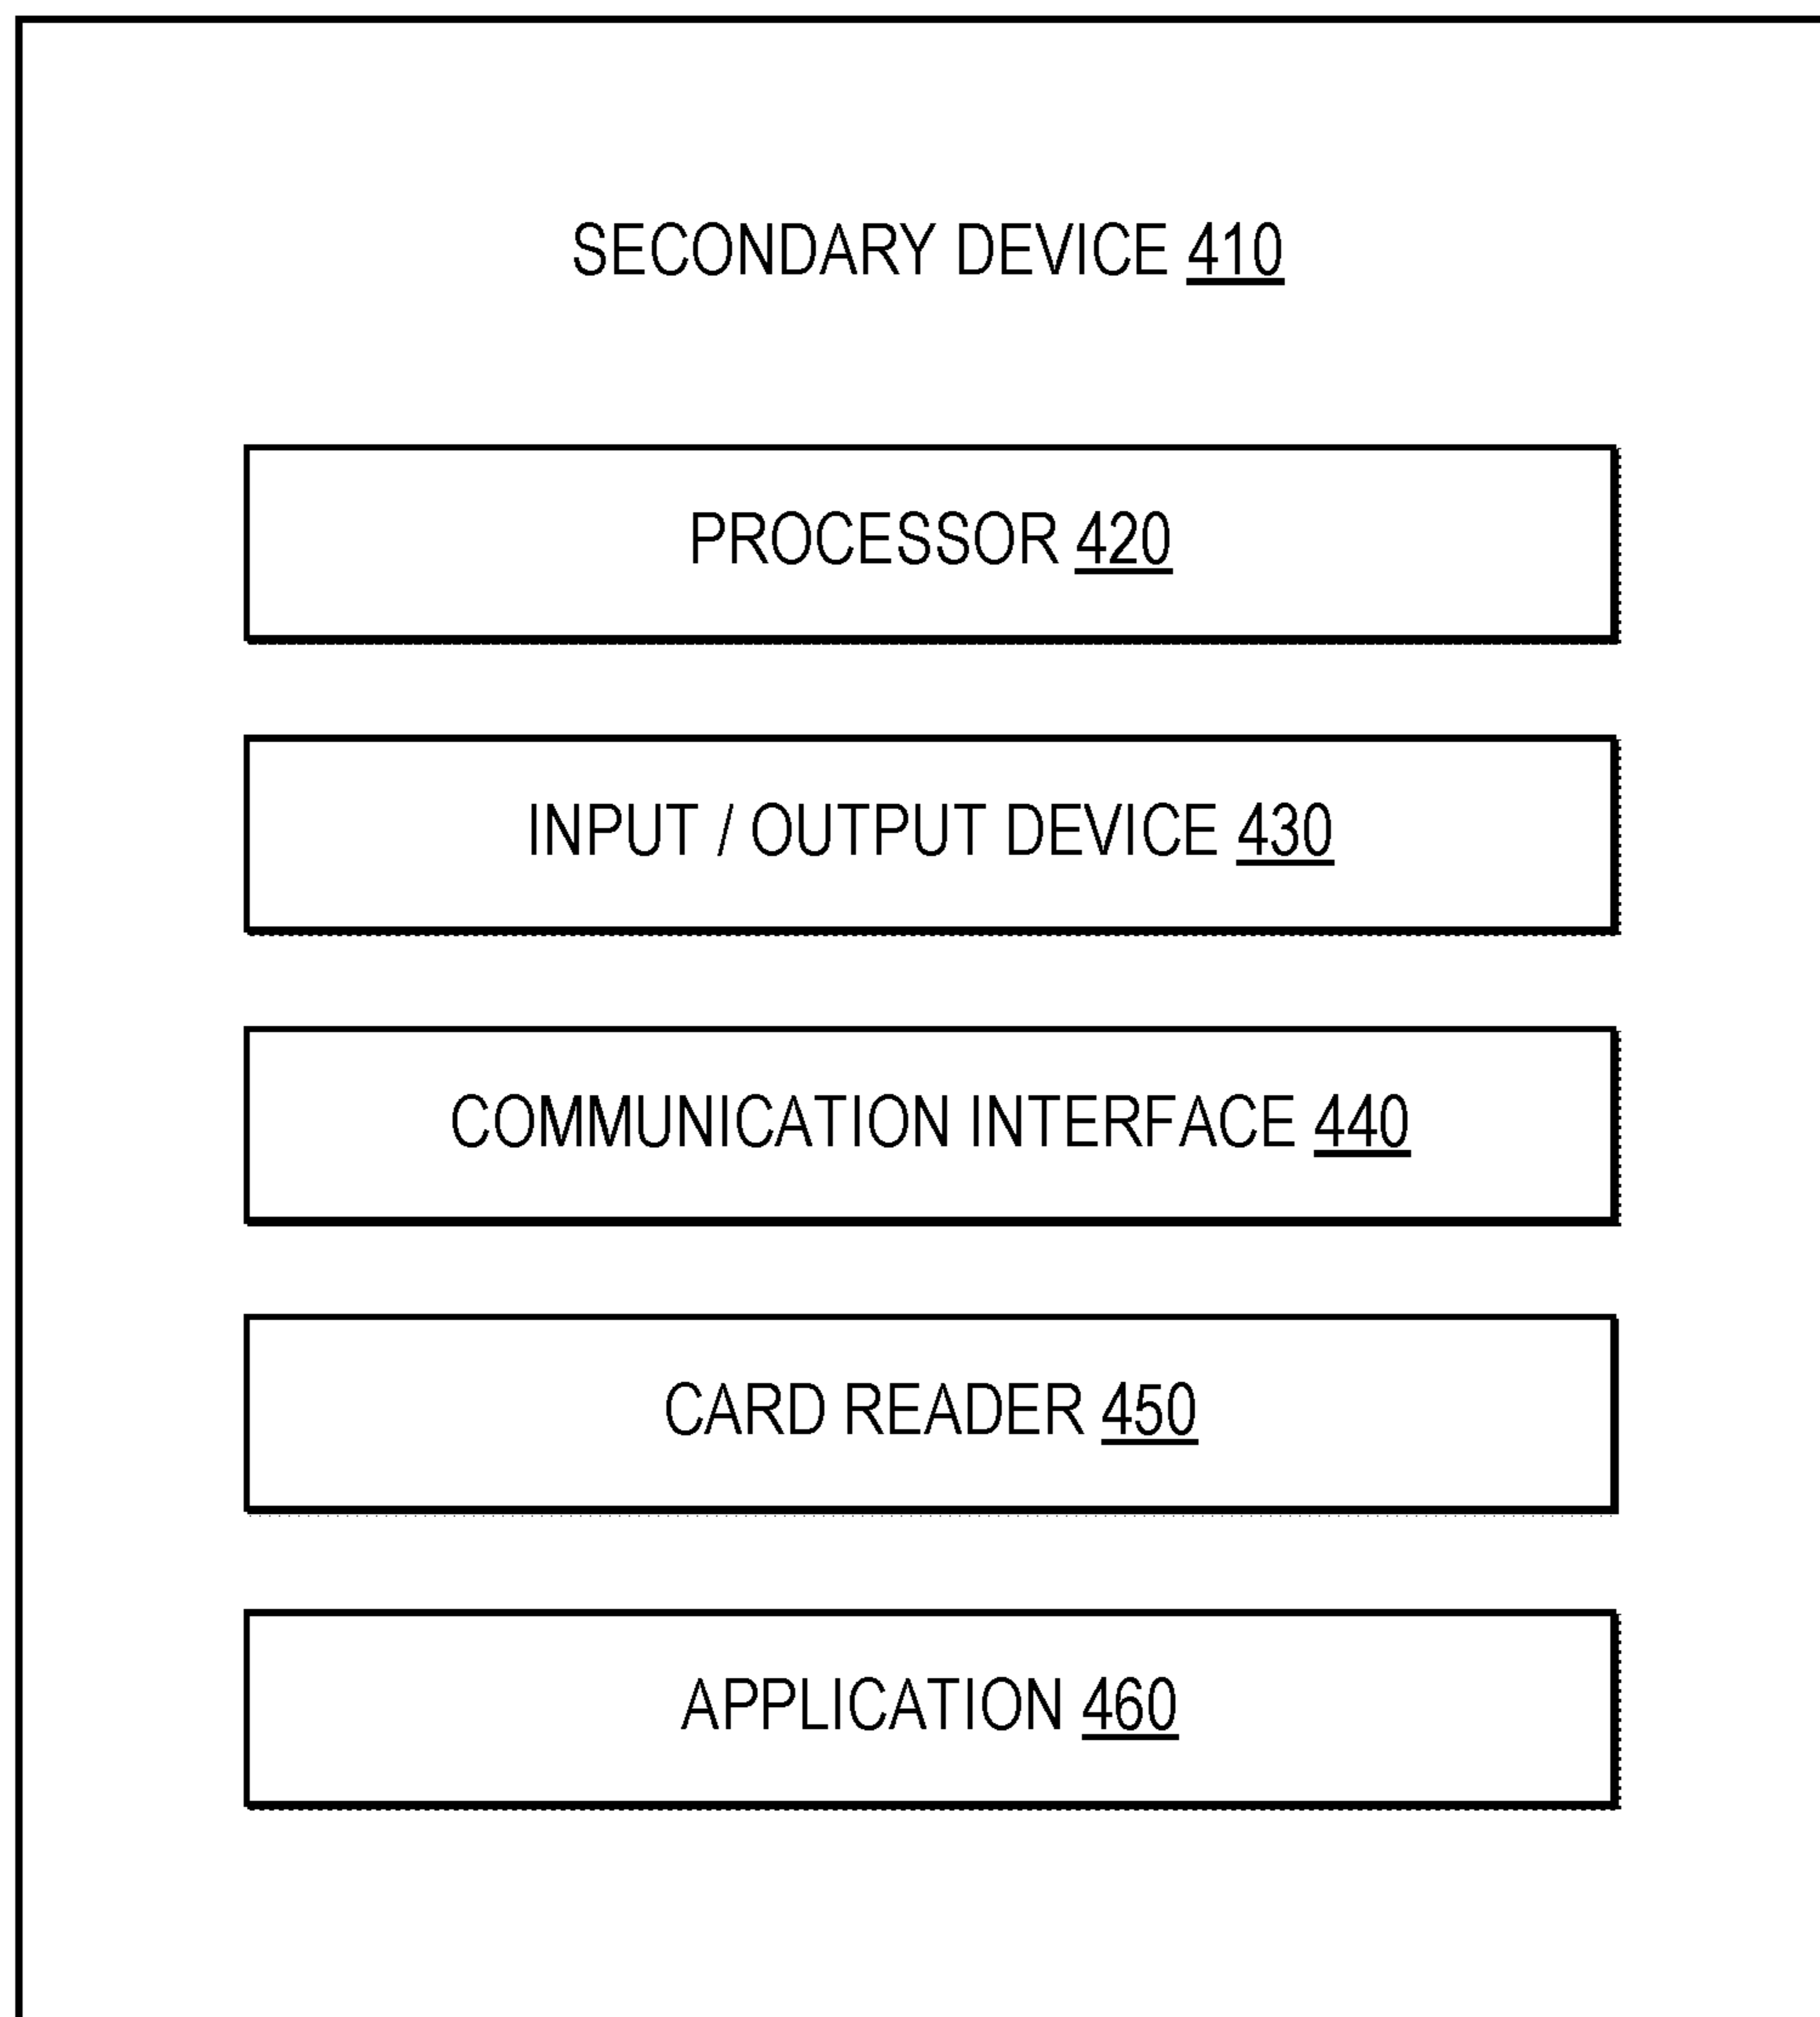 SECONDARY DEVICE 410
PROCESSOR 420
INPUT / OUTPUT DEVICE 430
COMMUNICATION INTERFACE 440
CARD READER 450
APPLICATION 460